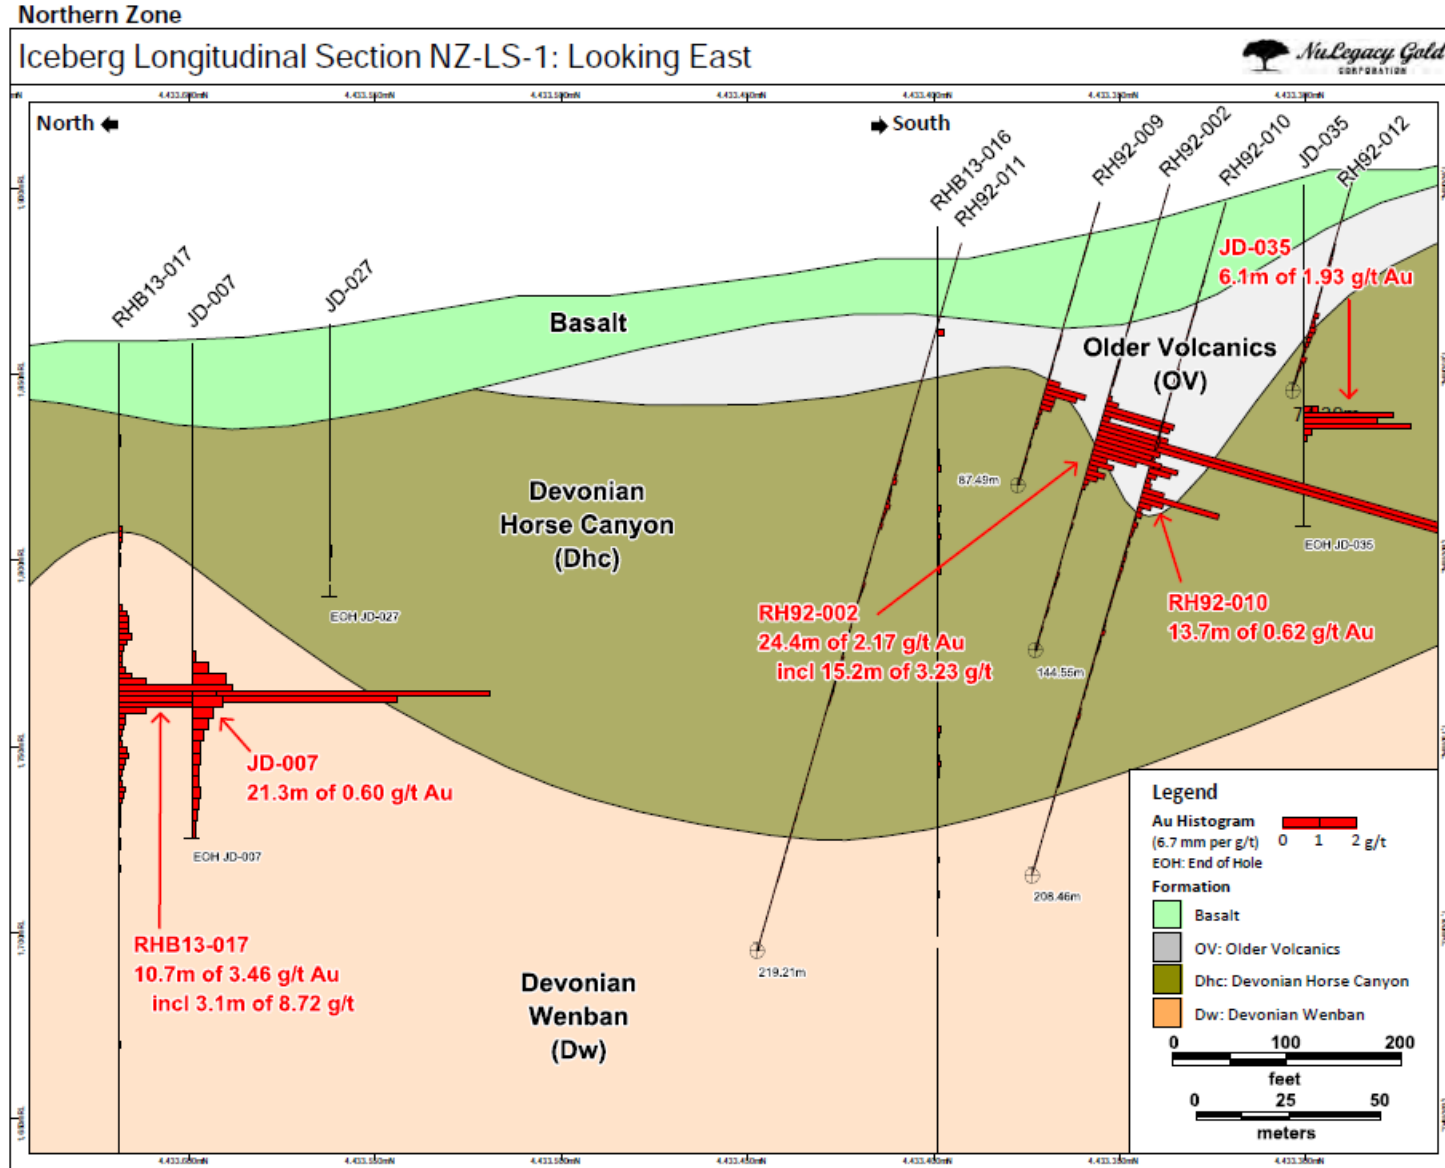 Northern Zone
Iceberg Longitudinal Section NZ-LS-1: Looking East
NuLegacy Gold
CORPORATION
North
South
RHB13-017
JD-007
JD-027
RHB13-016
RH92-011
RH92-009
RH92-002
RH92-010
JD-035
RH92-012
JD-035
6.1m of 1.93 g/t Au
Basalt
Older Volcanics
(OV)
Devonian
Horse Canyon
(Dhc)
87.49m
EOH JD-035
EOH JD-027
RH92-002
24.4m of 2.17 g/t Au
incl 15.2m of 3.23 g/t
RH92-010
13.7m of 0.62 g/t Au
144.55m
JD-007
21.3m of 0.60 g/t Au
EOH JD-007
208.46m
RHB13-017
10.7m of 3.46 g/t Au
incl 3.1m of 8.72 g/t
219.21m
Devonian
Wenban
(Dw)
Legend
Au Histogram
(6.7 mm per g/t)
0 1 2 g/t
EOH: End of Hole
Formation
Basalt
OV: Older Volcanics
Dhc: Devonian Horse Canyon
Dw: Devonian Wenban
0 100 200
feet
0 25 50
meters